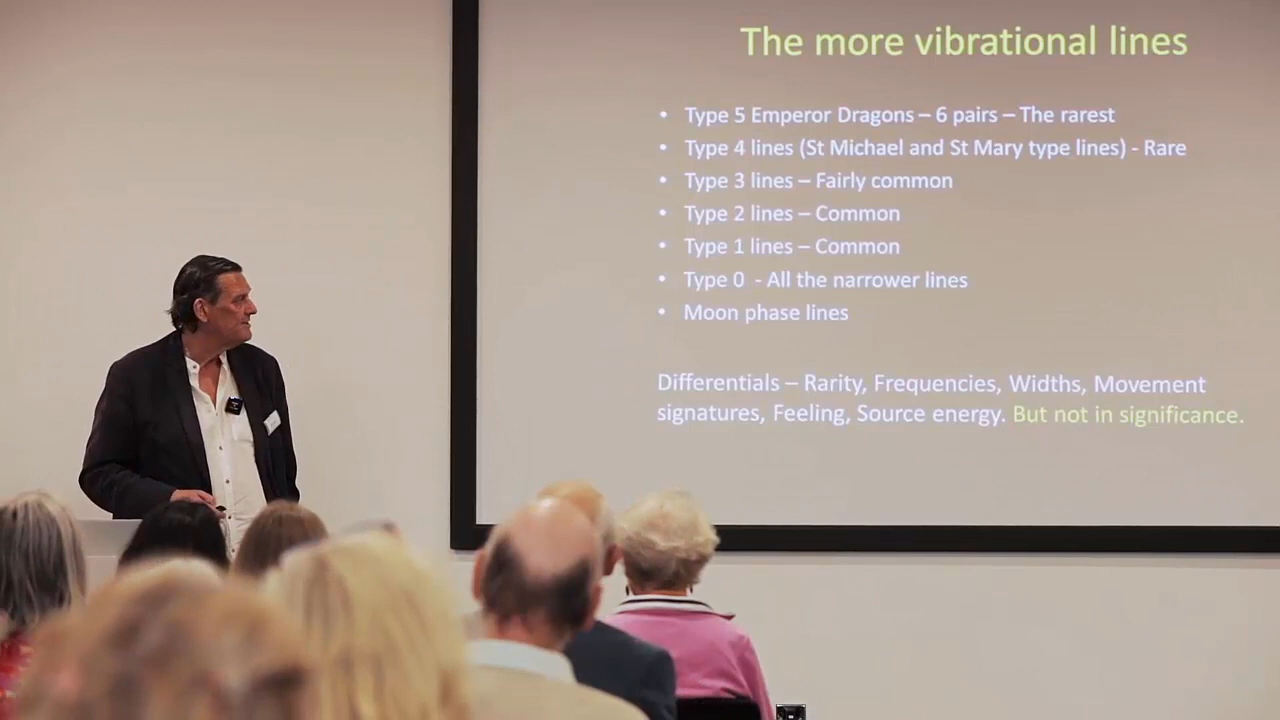 The more vibrational lines
• Type 5 Emperor Dragons – 6 pairs – The rarest
• Type 4 lines (St Michael and St Mary type lines) - Rare
• Type 3 lines – Fairly common
• Type 2 lines – Common
• Type 1 lines – Common
• Type 0 - All the narrower lines
• Moon phase lines
Differentials – Rarity, Frequencies, Widths, Movement
signatures, Feeling, Source energy. But not in significance.